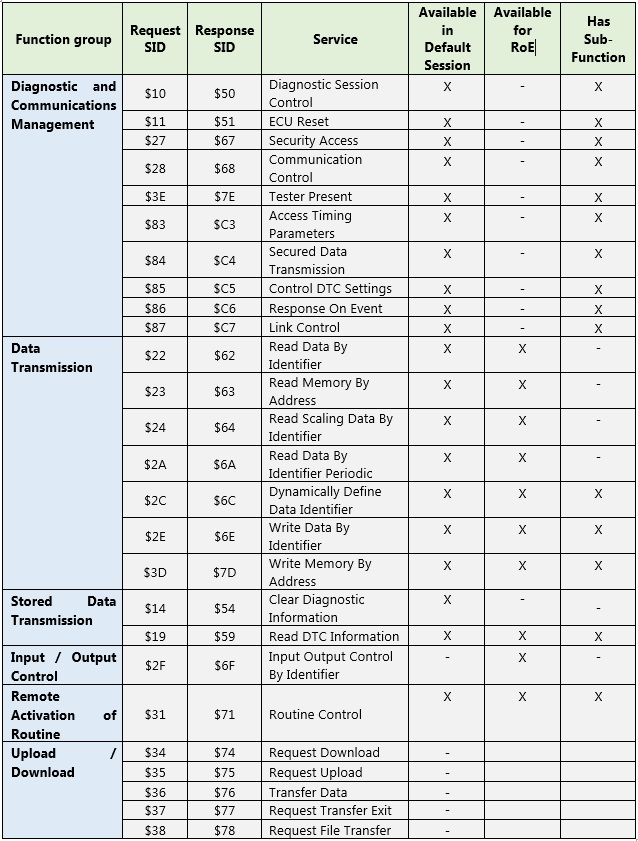 Function group | Request SID | Response SID | Service | Available in Default Session | Available for RoE | Has Sub-Function
Diagnostic and Communications Management | $10 | $50 | Diagnostic Session Control | X | - | X
$11 | $51 | ECU Reset | X | - | X
$27 | $67 | Security Access | X | - | X
$28 | $68 | Communication Control | X | - | X
$3E | $7E | Tester Present | X | - | X
$83 | $C3 | Access Timing Parameters | X | - | X
$84 | $C4 | Secured Data Transmission | X | - | X
$85 | $C5 | Control DTC Settings | X | - | X
$86 | $C6 | Response On Event | X | - | X
$87 | $C7 | Link Control | X | - | X
Data Transmission | $22 | $62 | Read Data By Identifier | X | X | -
$23 | $63 | Read Memory By Address | X | X | -
$24 | $64 | Read Scaling Data By Identifier | X | X | -
$2A | $6A | Read Data By Identifier Periodic | X | X | -
$2C | $6C | Dynamically Define Data Identifier | X | X | X
$2E | $6E | Write Data By Identifier | X | X | X
$3D | $7D | Write Memory By Address | X | X | X
Stored Data Transmission | $14 | $54 | Clear Diagnostic Information | X | - | -
$19 | $59 | Read DTC Information | X | X | X
Input / Output Control | $2F | $6F | Input Output Control By Identifier | - | X | -
Remote Activation of Routine | $31 | $71 | Routine Control | X | X | X
Upload / Download | $34 | $74 | Request Download | -
$35 | $75 | Request Upload | -
$36 | $76 | Transfer Data | -
$37 | $77 | Request Transfer Exit | -
$38 | $78 | Request File Transfer | -